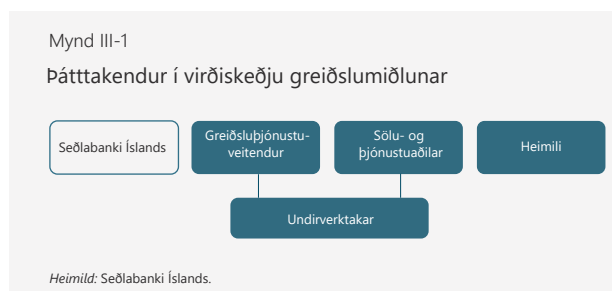 Mynd III-1
Þátttakendur í virðiskeðju greiðslumiðlunar
Seðlabanki Íslands
Greiðsluþjónustu-
veitendur
Sölu- og
þjónustuaðilar
Heimili
Undirverktakar
Heimild: Seðlabanki Íslands.